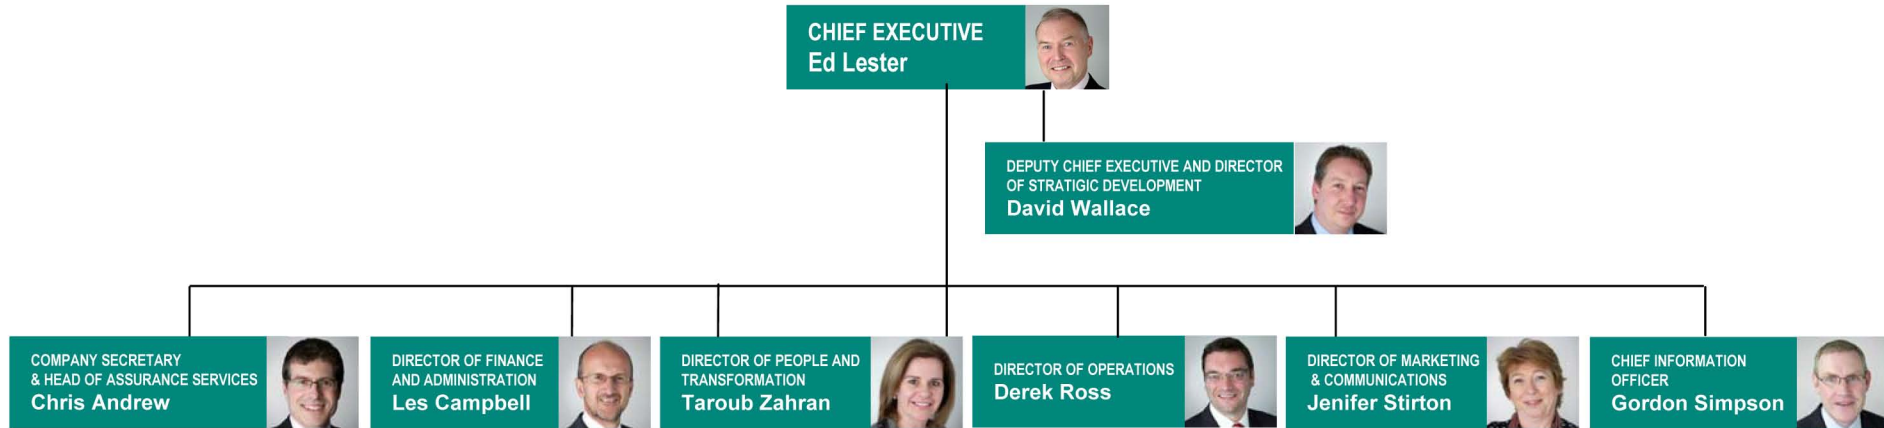 CHIEF EXECUTIVE
Ed Lester
DEPUTY CHIEF EXECUTIVE AND DIRECTOR
OF STRATIGIC DEVELOPMENT
David Wallace
COMPANY SECRETARY
& HEAD OF ASSURANCE SERVICES
Chris Andrew
DIRECTOR OF FINANCE
AND ADMINISTRATION
Les Campbell
DIRECTOR OF PEOPLE AND
TRANSFORMATION
Taroub Zahran
DIRECTOR OF OPERATIONS
Derek Ross
DIRECTOR OF MARKETING
& COMMUNICATIONS
Jenifer Stirton
CHIEF INFORMATION
OFFICER
Gordon Simpson